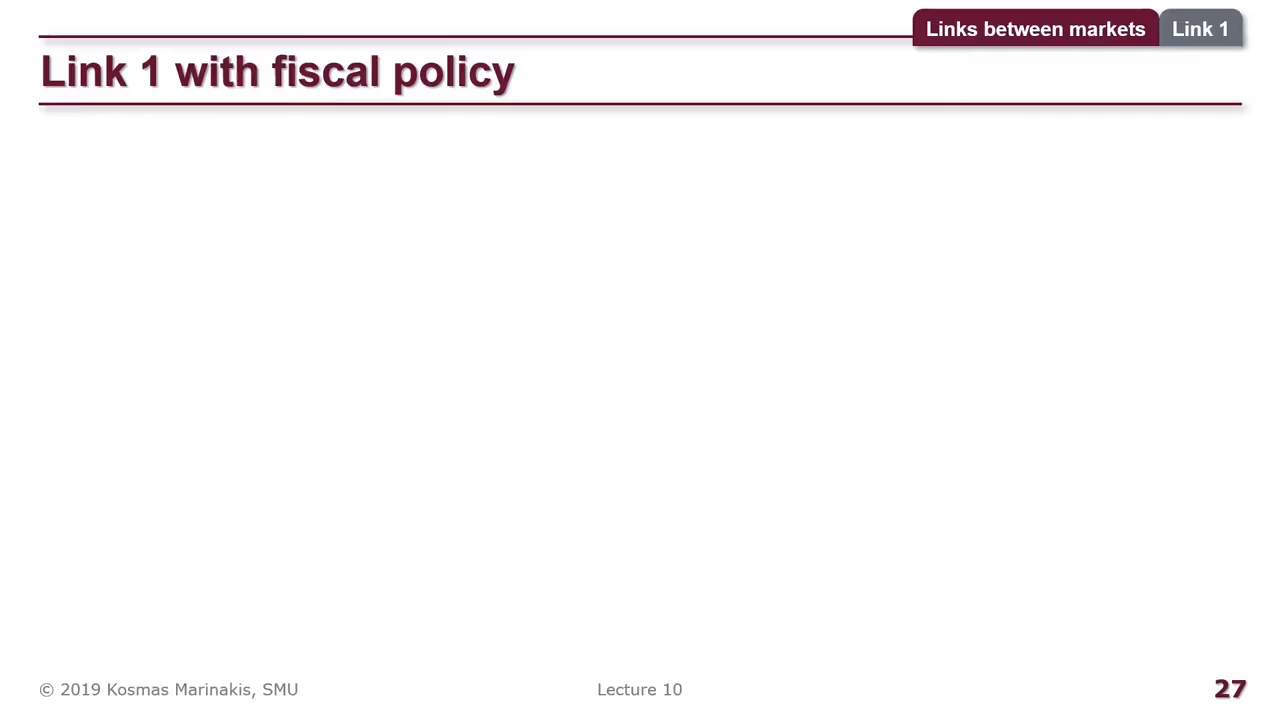 Links between markets Link 1
Link 1 with fiscal policy
© 2019 Kosmas Marinakis, SMU Lecture 10 27